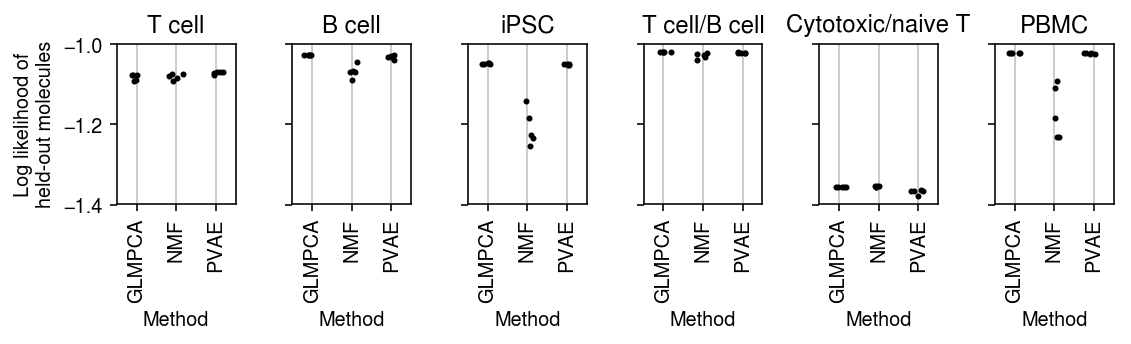 T cell
B cell
iPSC
T cell/B cell
Cytotoxic/naive T
PBMC
Log likelihood of
held-out molecules
−1.0
−1.2
−1.4
GLMPCA
NMF
PVAE
Method
GLMPCA
NMF
PVAE
Method
GLMPCA
NMF
PVAE
Method
GLMPCA
NMF
PVAE
Method
GLMPCA
NMF
PVAE
Method
GLMPCA
NMF
PVAE
Method